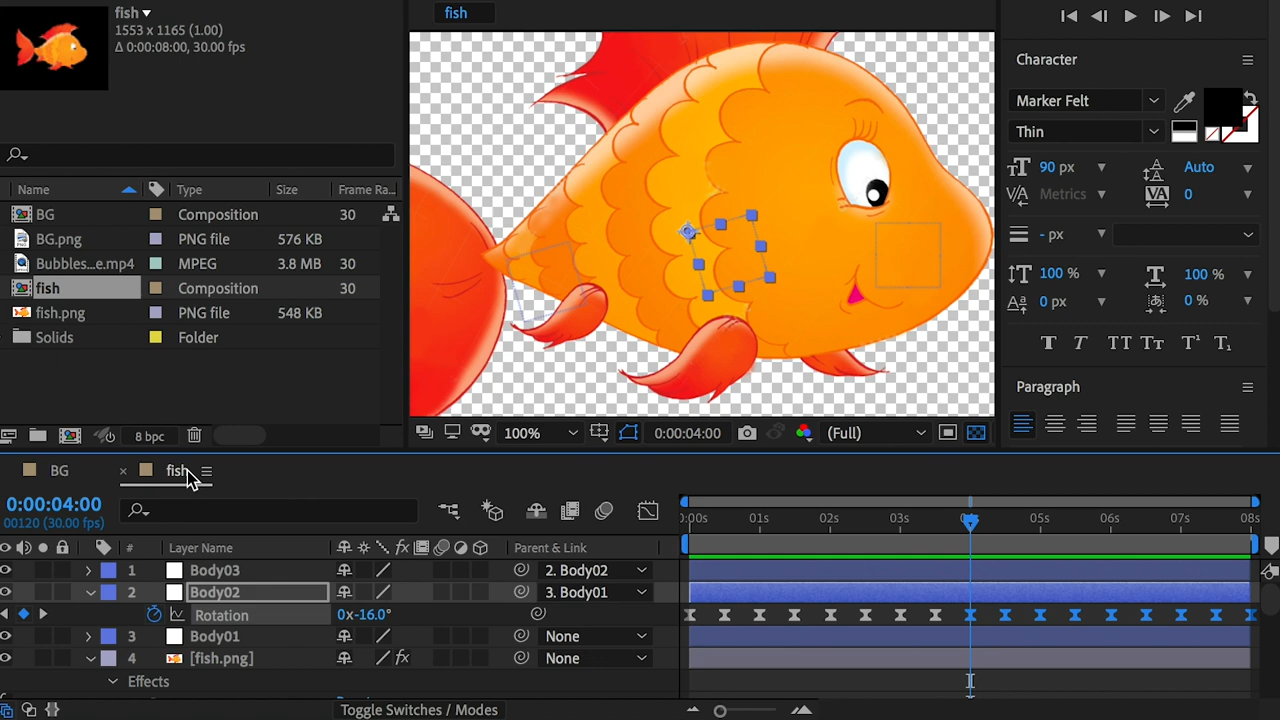 fish
1553 x 1165 (1.00)
Δ 0:00:08:00, 30.00 fps
Name Type Size Frame Ra...
BG Composition 30
BG.png PNG file 576 KB
Bubbles...e.mp4 MPEG 3.8 MB 30
fish Composition 30
fish.png PNG file 548 KB
Solids Folder
8 bpc
fish
100% 0:00:04:00 (Full)
Character
Marker Felt
Thin
90 px Auto
Metrics 0
- px
100 % 100 %
0 px 0 %
T T TT Tт T¹ T₁
Paragraph
BG × fish
0:00:04:00
00120 (30.00 fps)
0:00s 01s 02s 03s 05s 06s 07s 08s
# Layer Name fx Parent & Link
1 Body03 2. Body02
2 Body02 3. Body01
Rotation 0x-16.0°
3 Body01 None
4 [fish.png] fx None
Effects
Toggle Switches / Modes